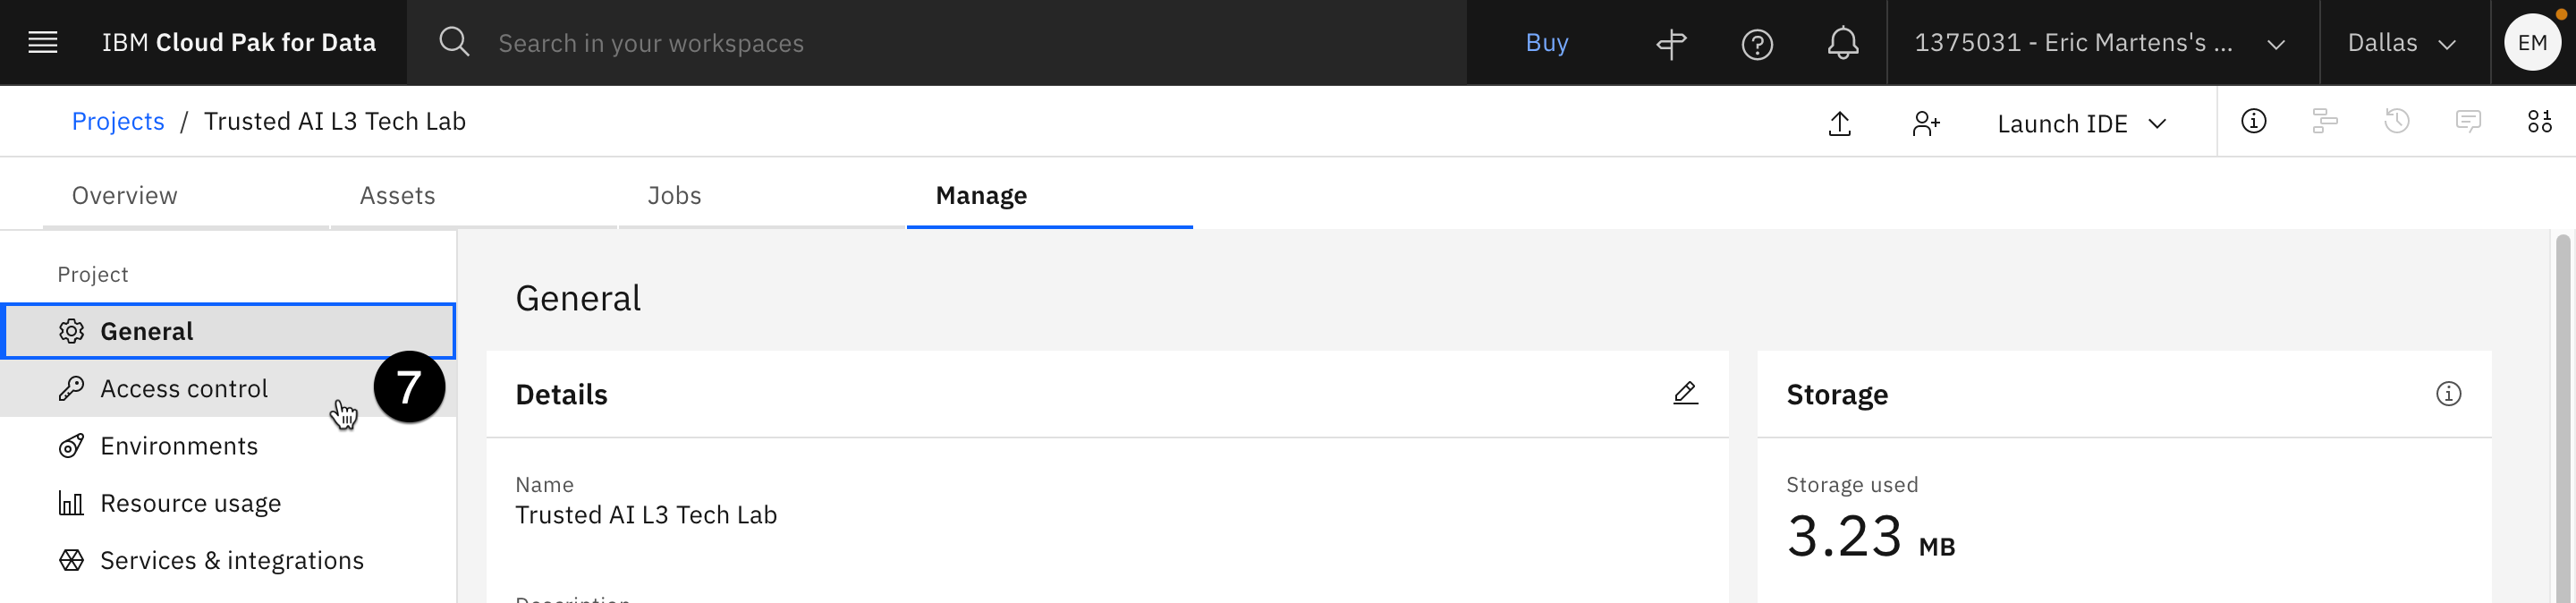 IBM Cloud Pak for Data
Search in your workspaces
Buy
1375031 - Eric Martens's ...
Dallas
EM
Projects / Trusted AI L3 Tech Lab
Launch IDE
Overview
Assets
Jobs
Manage
Project
General
Access control
7
Environments
Resource usage
Services & integrations
General
Details
Name
Trusted AI L3 Tech Lab
Description
Storage
Storage used
3.23 MB